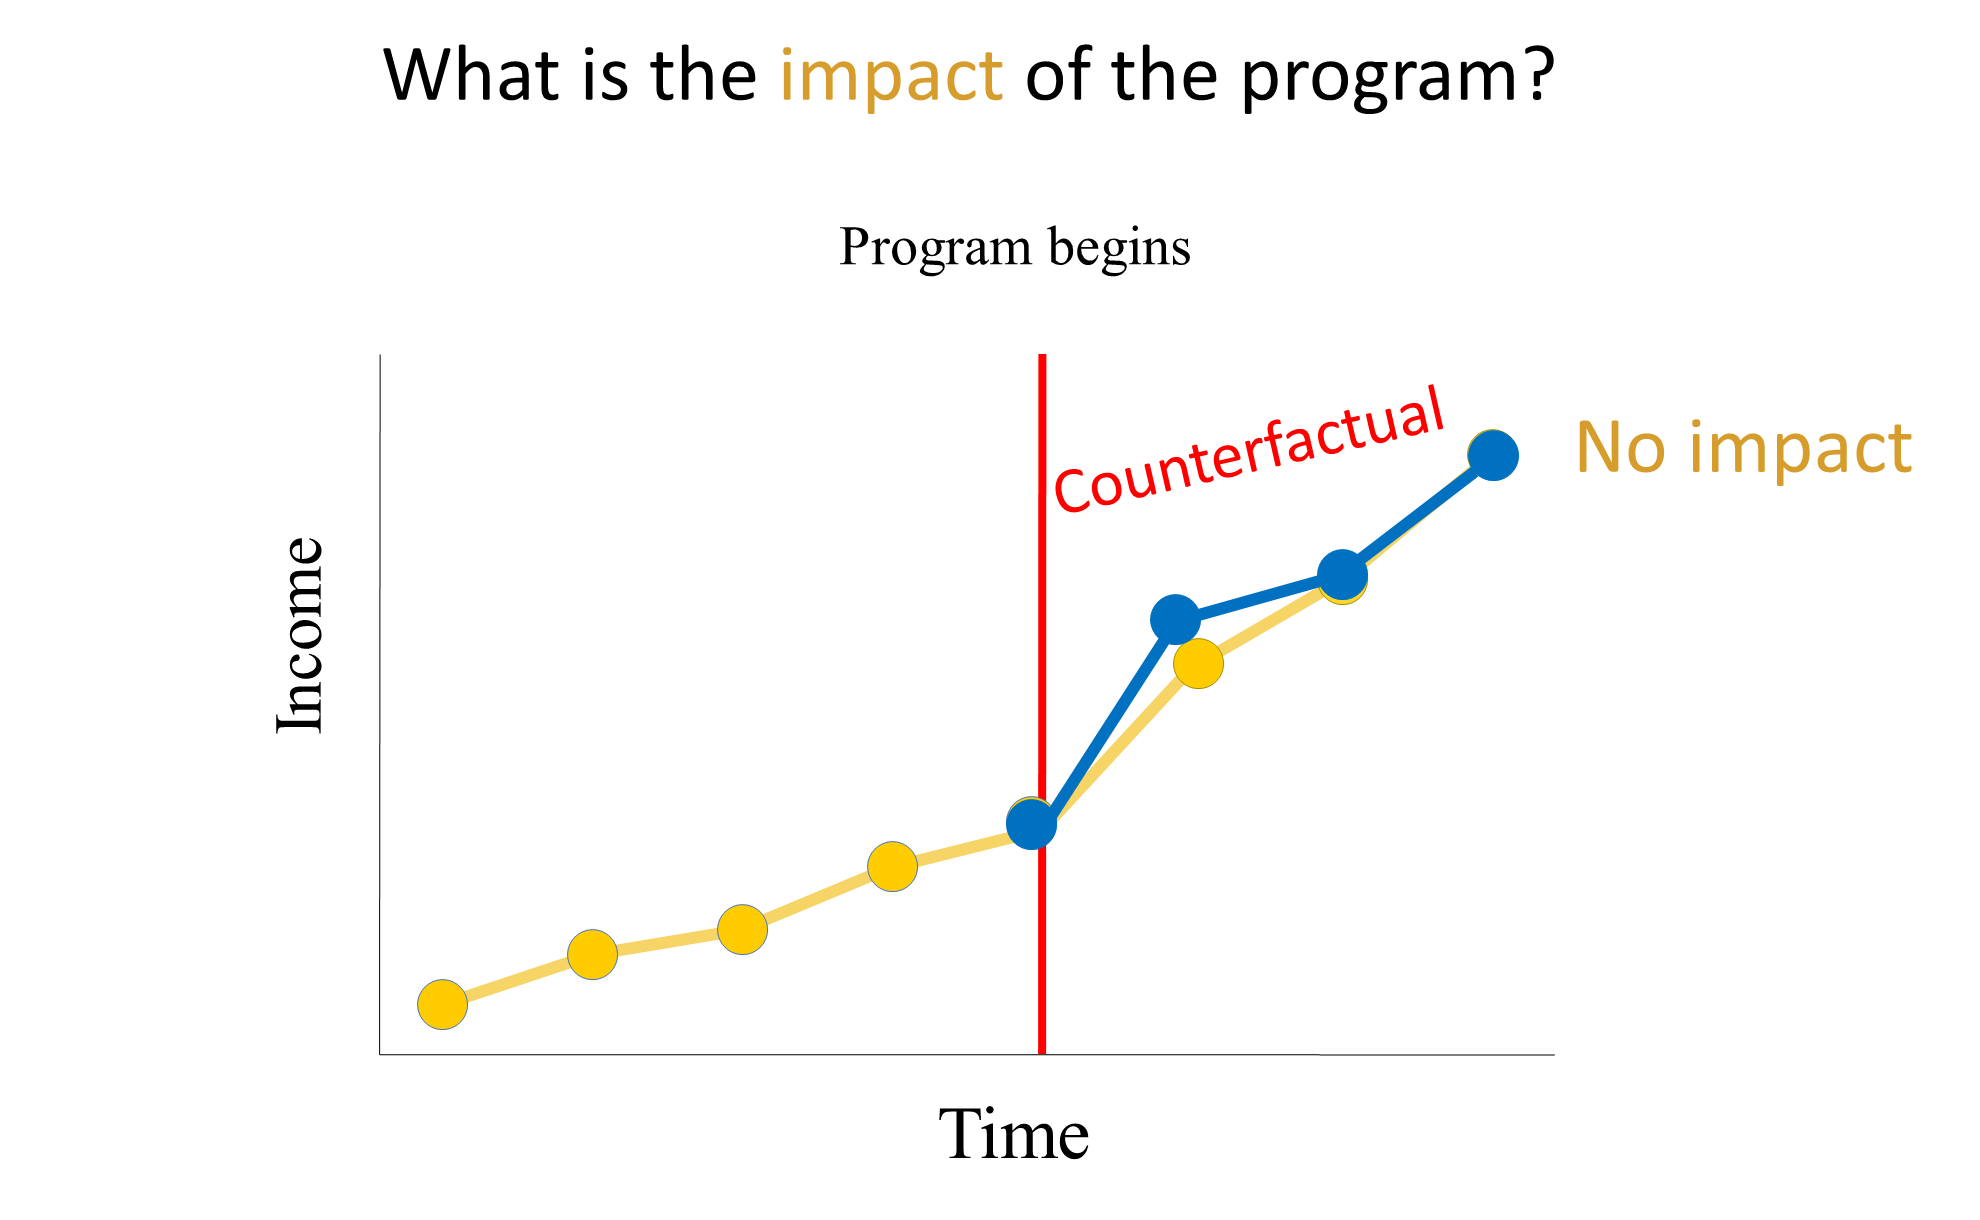 What is the impact of the program?
Program begins
Counterfactual
No impact
Income
Time